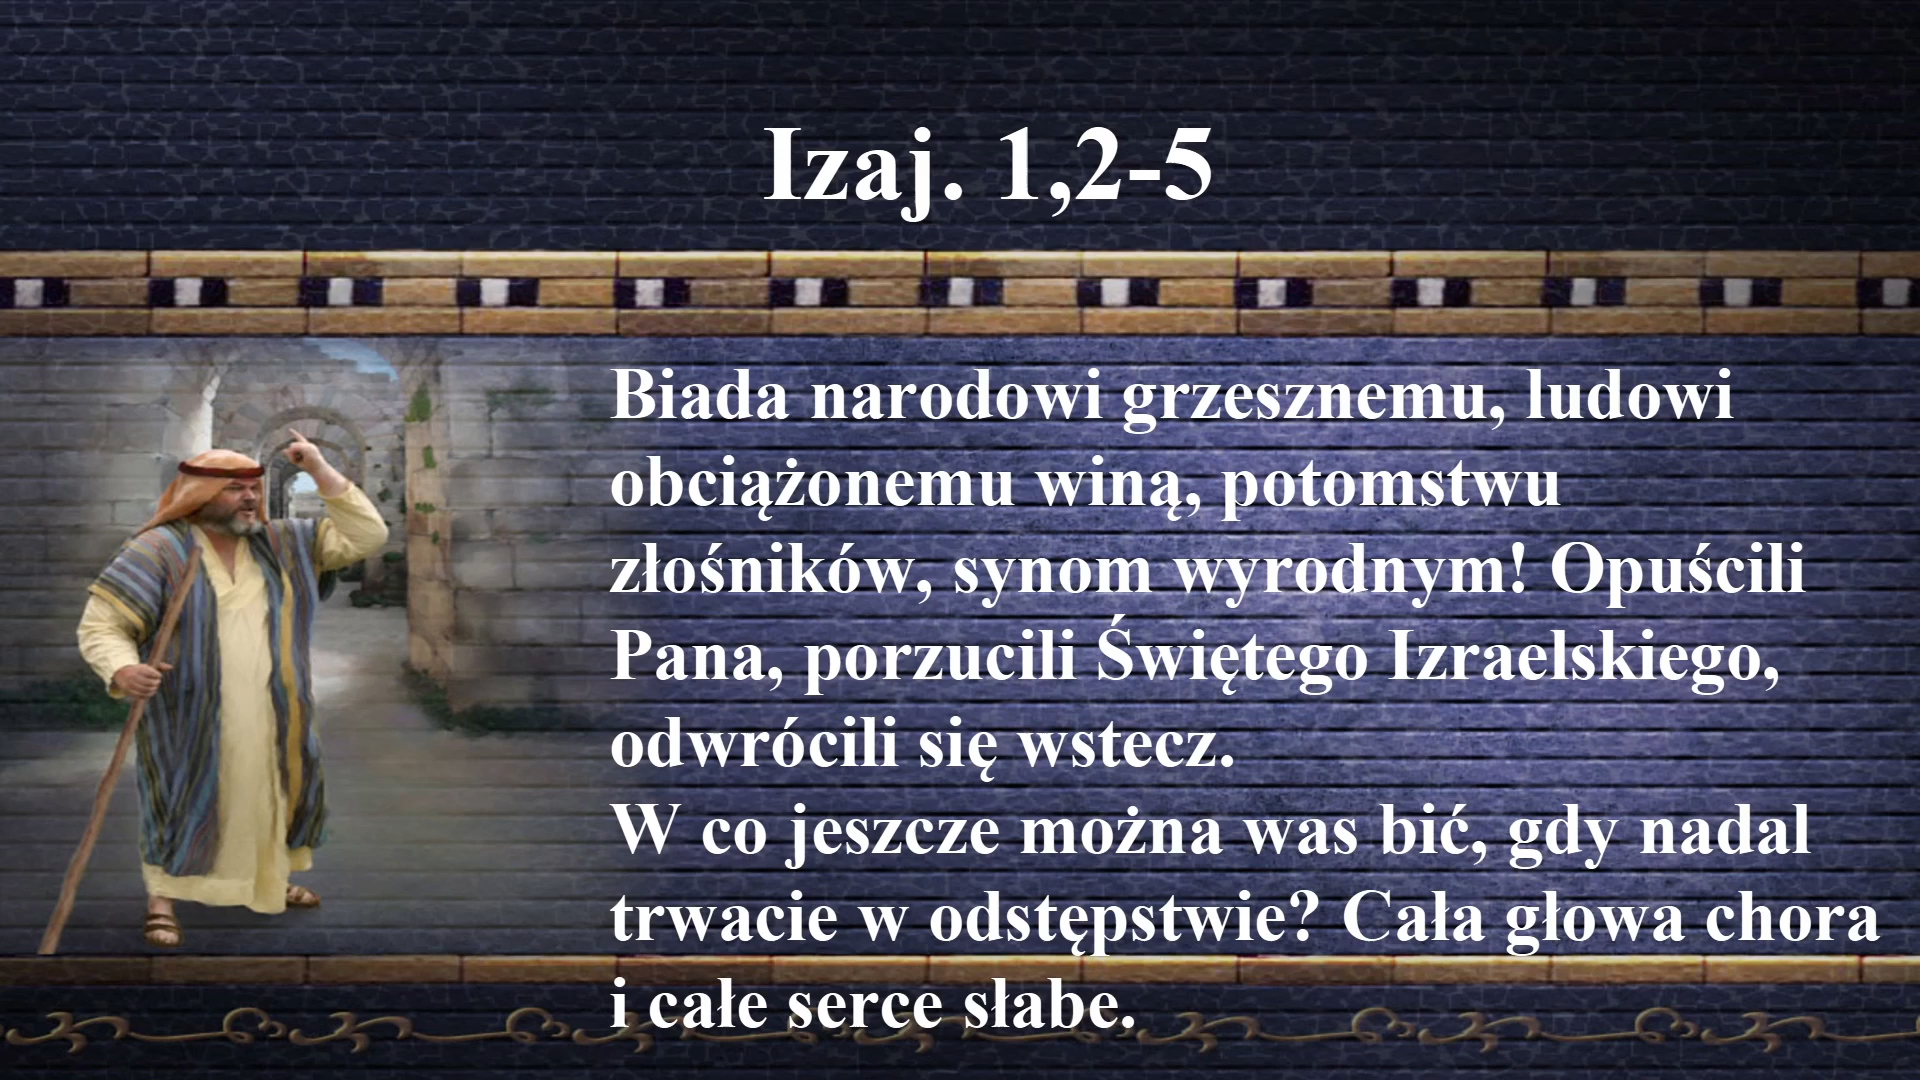 Izaj. 1,2-5
Biada narodowi grzesznemu, ludowi
obciążonemu winą, potomstwu
złośników, synom wyrodnym! Opuścili
Pana, porzucili Świętego Izraelskiego,
odwrócili się wstecz.
W co jeszcze można was bić, gdy nadal
trwacie w odstępstwie? Cała głowa chora
i całe serce słabe.